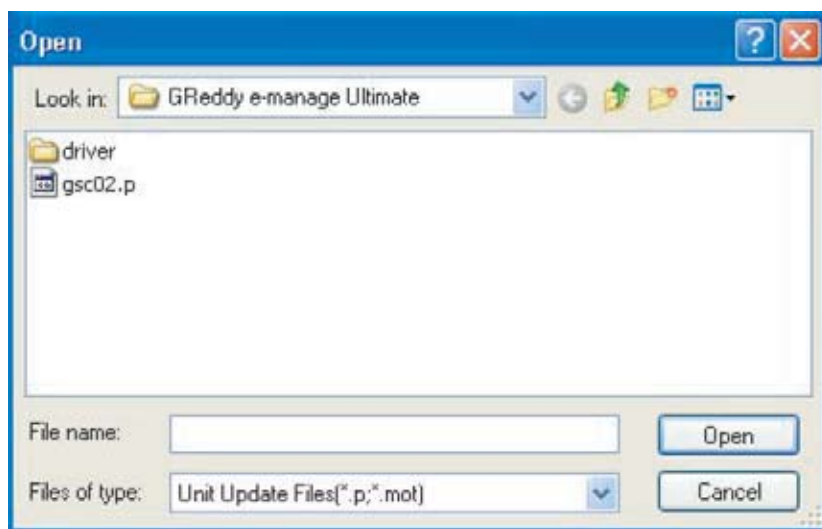 Open
Look in: GReddy e-manage Ultimate
driver
gsc02.p
File name:
Open
Files of type: Unit Update Files(*.p;*.mot)
Cancel